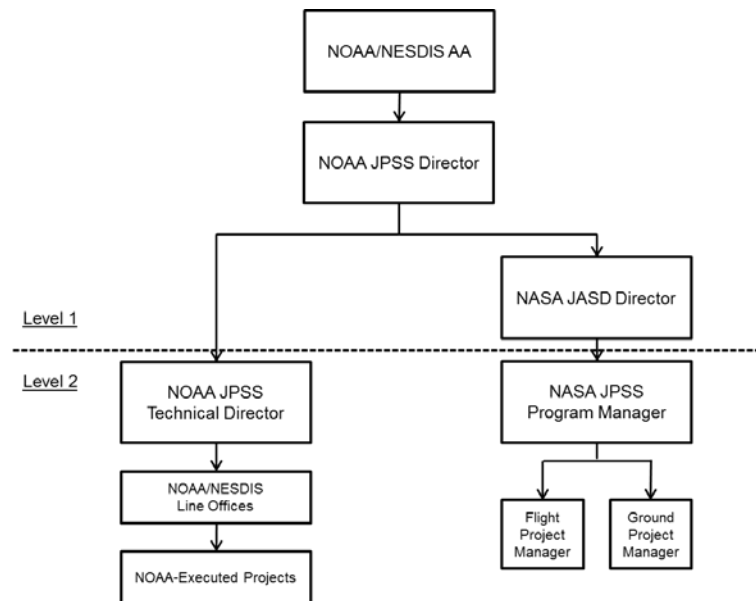 NOAA/NESDIS AA
NOAA JPSS Director
NASA JASD Director
Level 1
Level 2
NOAA JPSS
Technical Director
NASA JPSS
Program Manager
NOAA/NESDIS
Line Offices
Flight
Project
Manager
Ground
Project
Manager
NOAA-Executed Projects